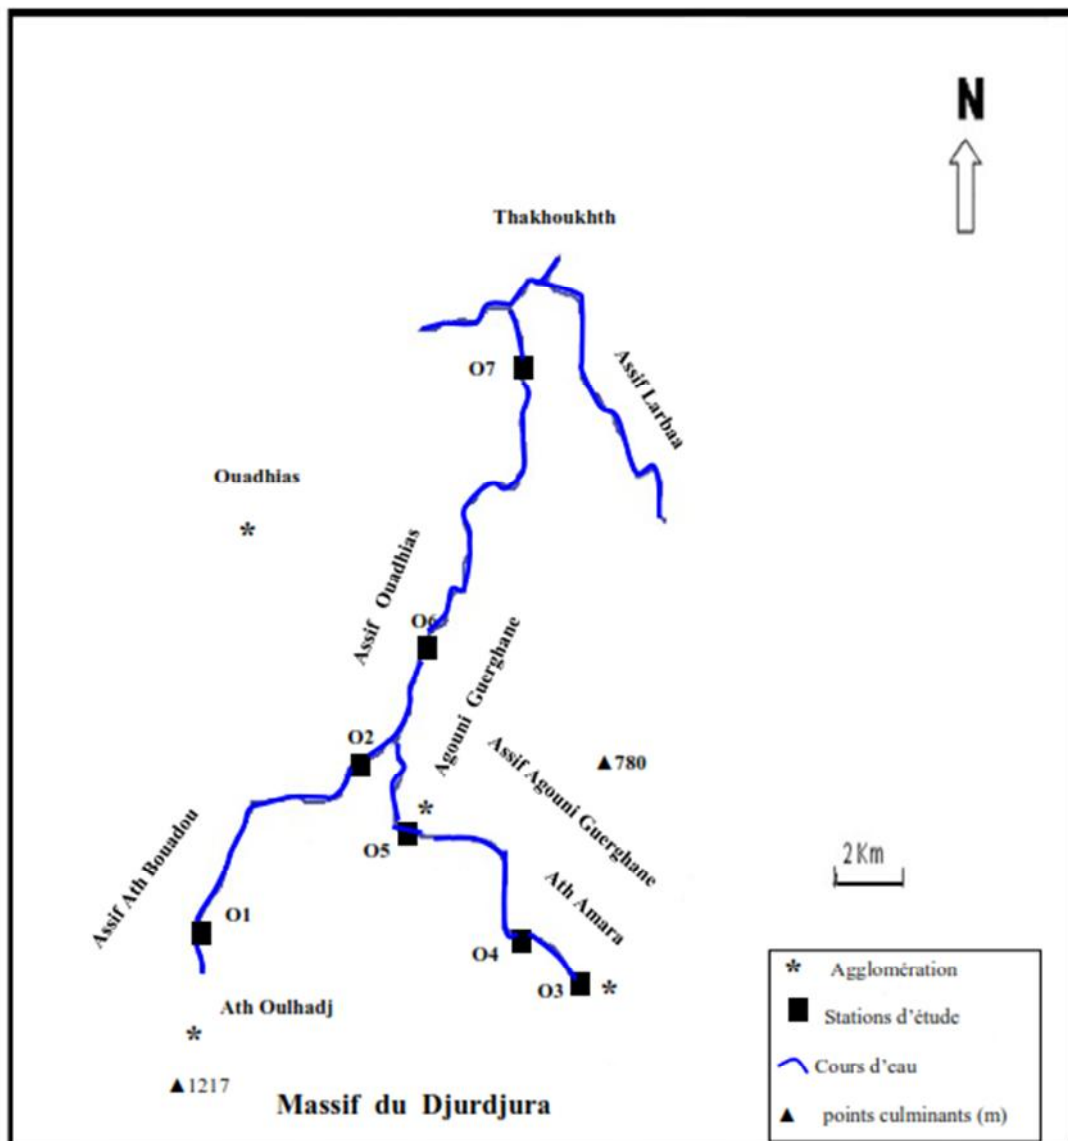 N
Thakhoukhth
O7
Assif Larbaa
Ouadhias
*
Assif Ouadhias
O6
Agouni Guerghane
O2
Assif Agouni Guerghane
▲780
*
O5
2Km
Assif Ath Bouadou
Ath Amara
O1
O4
O3
*
Ath Oulhadj
*
▲1217
Massif du Djurdjura
* Agglomération
Stations d'étude
Cours d'eau
▲ points culminants (m)